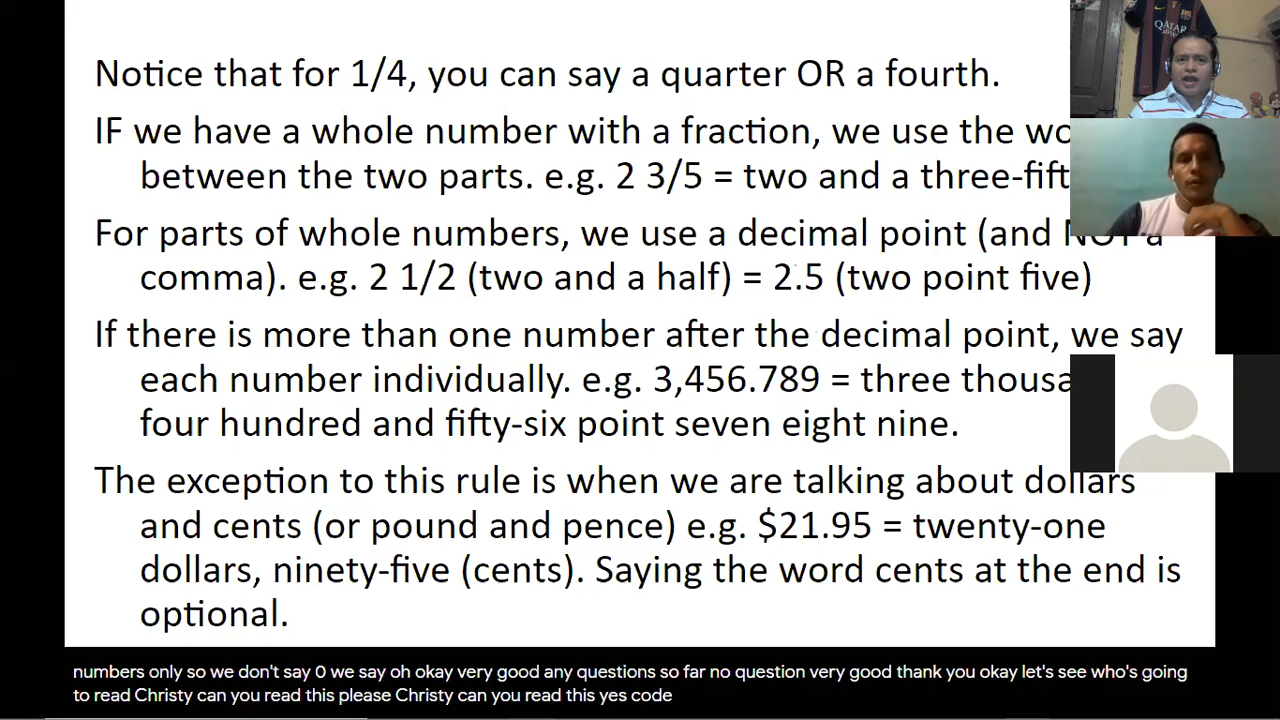 Notice that for 1/4, you can say a quarter OR a fourth.
IF we have a whole number with a fraction, we use the
between the two parts. e.g. 2 3/5 = two and a
For parts of whole numbers, we use a decimal point (and NOT a
comma). e.g. 2 1/2 (two and a half) = 2.5 (two point five)
If there is more than one number after the decimal point, we say
each number individually. e.g. 3,456.789 = three
four hundred and fifty-six point seven eight nine.
The exception to this rule is when we are talking about dollars
and cents (or pound and pence) e.g. $21.95 = twenty-one
dollars, ninety-five (cents). Saying the word cents at the end is
optional.
QATAR
numbers only so we don't say 0 we say oh okay very good any questions so far no question very good thank you okay let's see who's going
to read Christy can you read this please Christy can you read this yes code